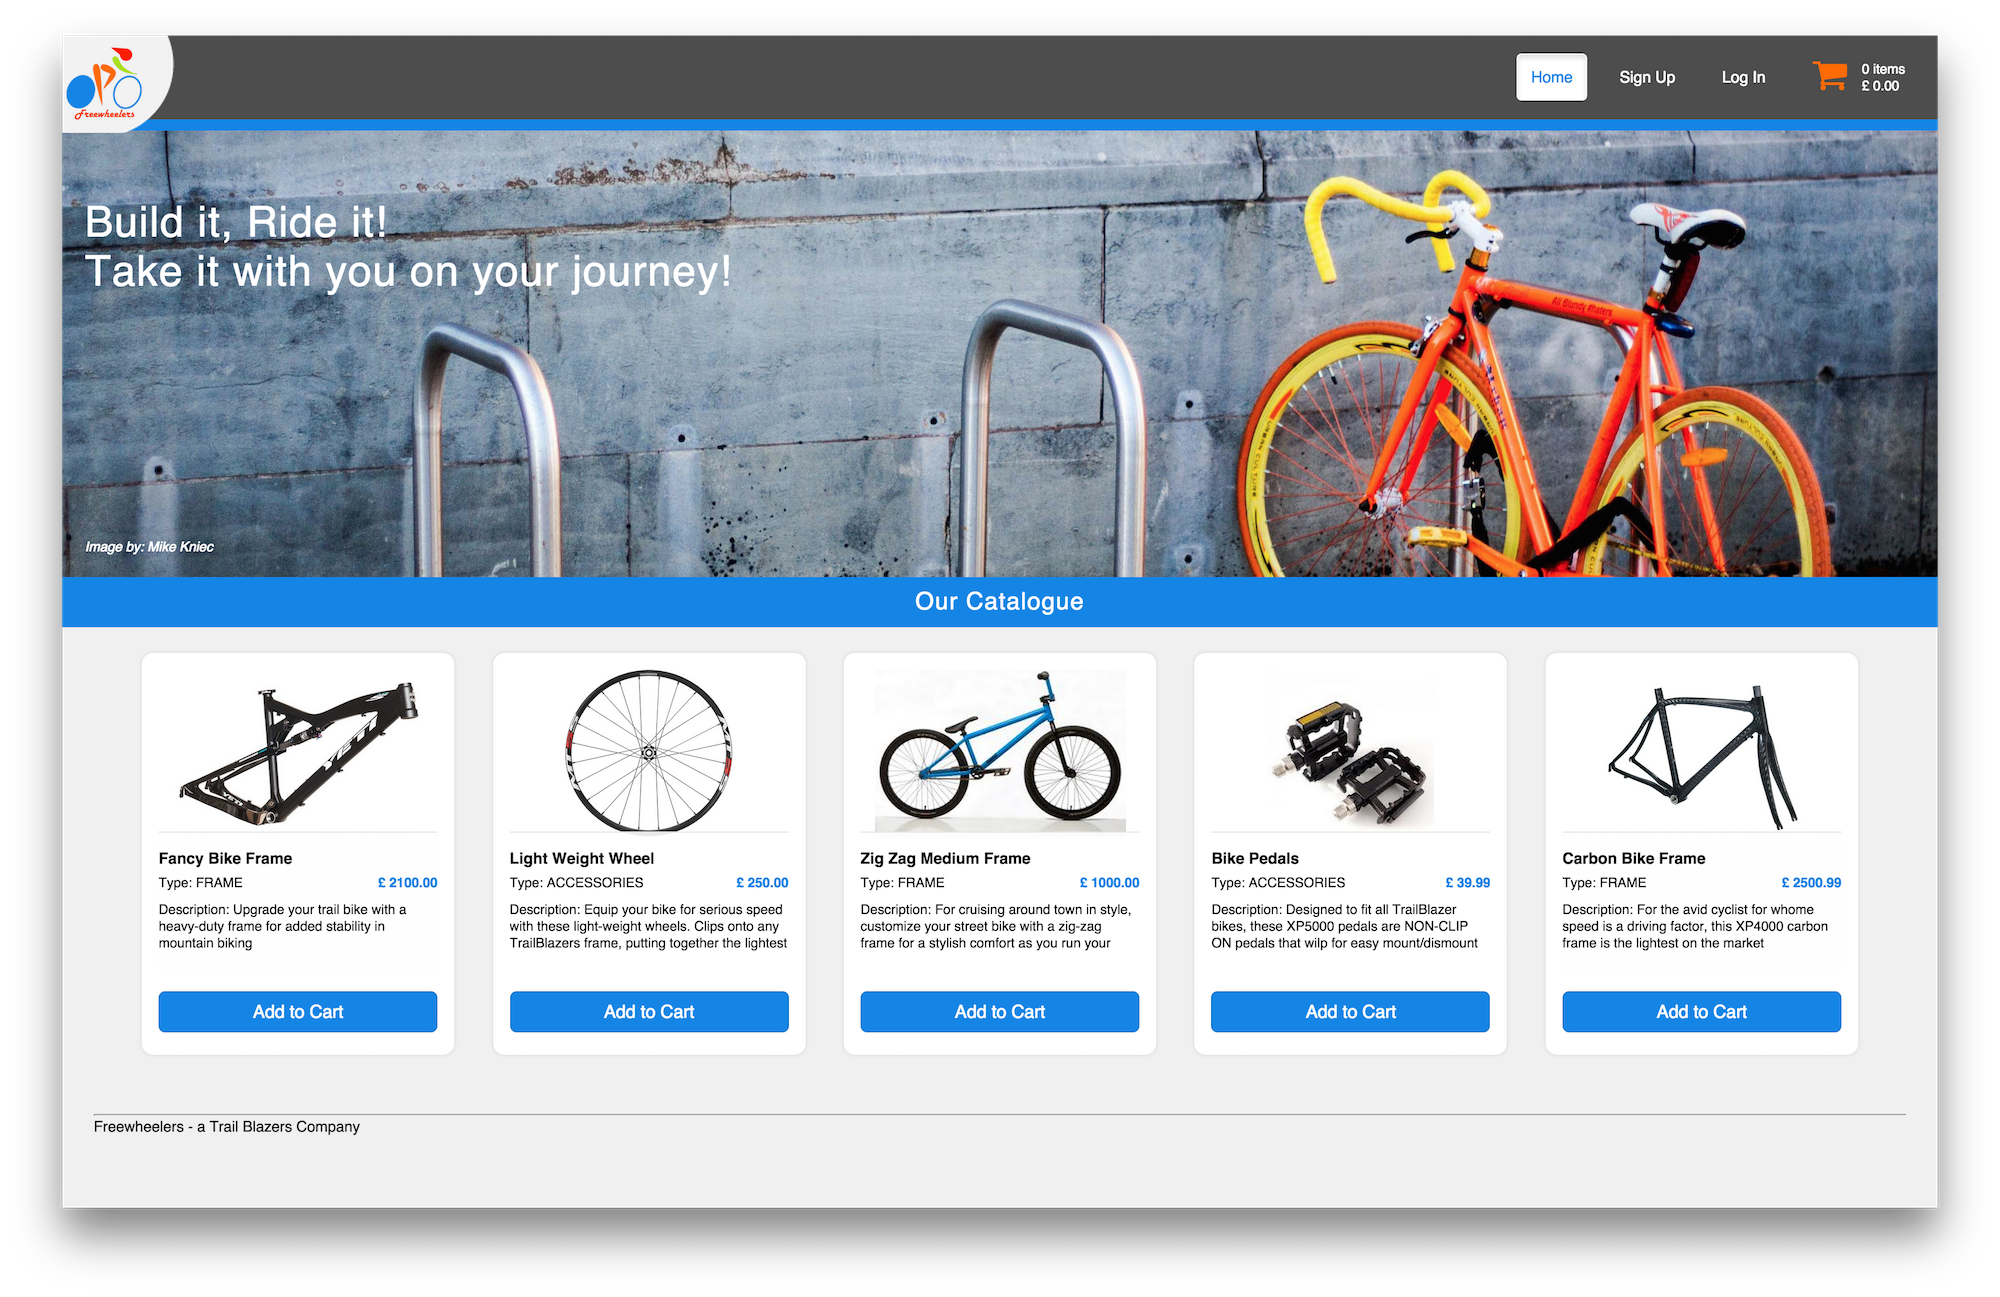 Freewheelers
Home
Sign Up
Log In
0 items
£ 0.00
Build it, Ride it!
Take it with you on your journey!
Image by: Mike Kniec
Our Catalogue
YETI
YETI
Fancy Bike Frame
Type: FRAME
£ 2100.00
Description: Upgrade your trail bike with a
heavy-duty frame for added stability in
mountain biking
Add to Cart
Light Weight Wheel
Type: ACCESSORIES
£ 250.00
Description: Equip your bike for serious speed
with these light-weight wheels. Clips onto any
TrailBlazers frame, putting together the lightest
Add to Cart
Zig Zag Medium Frame
Type: FRAME
£ 1000.00
Description: For cruising around town in style,
customize your street bike with a zig-zag
frame for a stylish comfort as you run your
Add to Cart
Bike Pedals
Type: ACCESSORIES
£ 39.99
Description: Designed to fit all TrailBlazer
bikes, these XP5000 pedals are NON-CLIP
ON pedals that wilp for easy mount/dismount
Add to Cart
Carbon Bike Frame
Type: FRAME
£ 2500.99
Description: For the avid cyclist for whome
speed is a driving factor, this XP4000 carbon
frame is the lightest on the market
Add to Cart
Freewheelers - a Trail Blazers Company